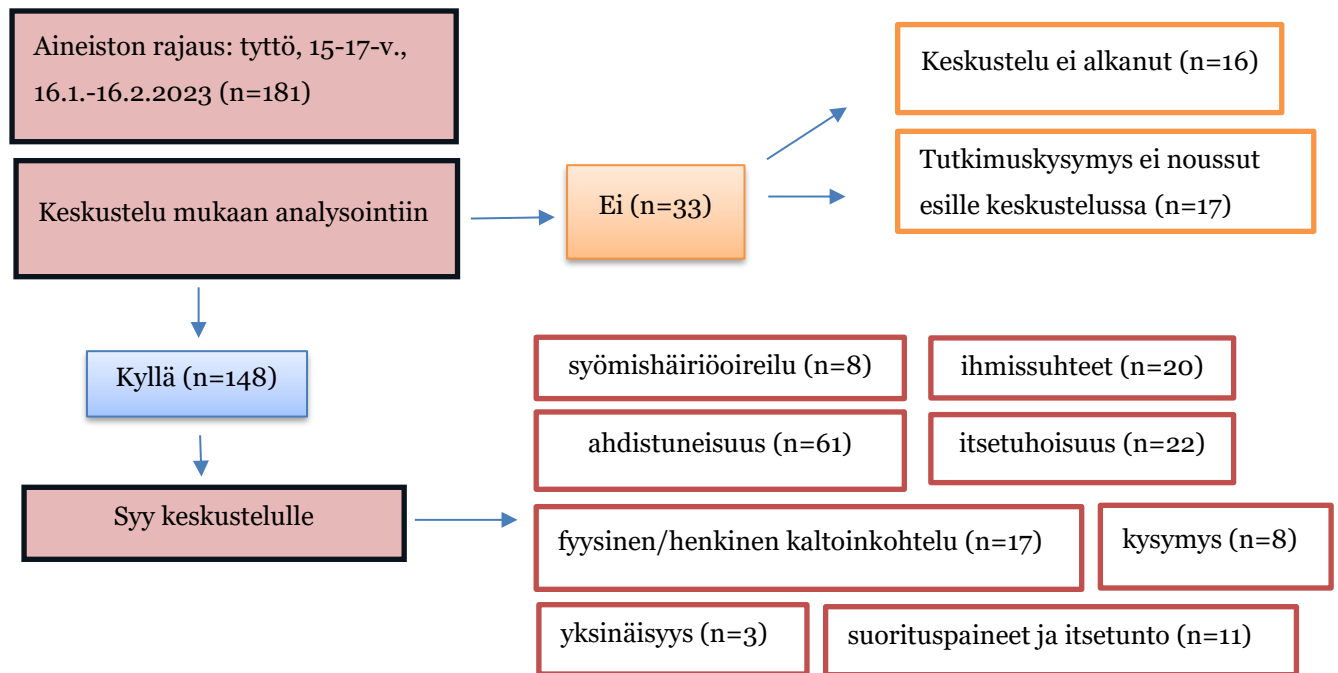 Aineiston rajaus: tyttö, 15-17-v.,
16.1.-16.2.2023 (n=181)
Keskustelu mukaan analysointiin
Ei (n=33)
Keskustelu ei alkanut (n=16)
Tutkimuskysymys ei noussut
esille keskustelussa (n=17)
Kyllä (n=148)
Syy keskustelulle
syömishäiriöoireilu (n=8)
ihmissuhteet (n=20)
ahdistuneisuus (n=61)
itsetuhoisuus (n=22)
fyysinen/henkinen kaltoinkohtelu (n=17)
kysymys (n=8)
yksinäisyys (n=3)
suorituspaineet ja itsetunto (n=11)